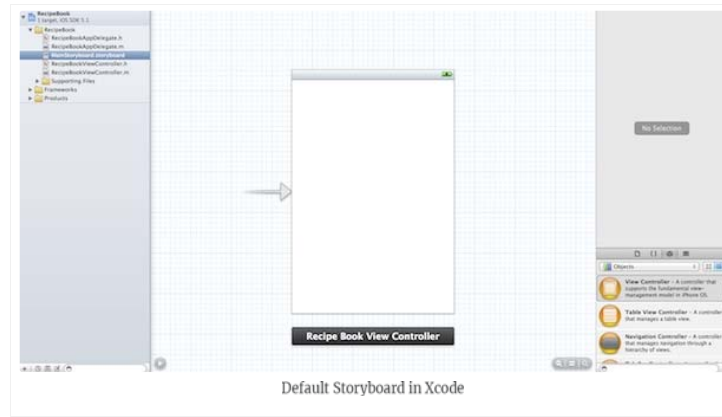 RecipeBook
1 target, iOS SDK 5.1
RecipeBook
RecipeBookAppDelegate.h
RecipeBookAppDelegate.m
MainStoryboard.storyboard
RecipeBookViewController.h
RecipeBookViewController.m
Supporting Files
Frameworks
Products
No Selection
Objects
View Controller - A controller that
supports the fundamental view-
management model in iPhone OS.
Table View Controller - A controller
that manages a table view.
Navigation Controller - A controller
that manages navigation through a
hierarchy of views.
Recipe Book View Controller
Default Storyboard in Xcode